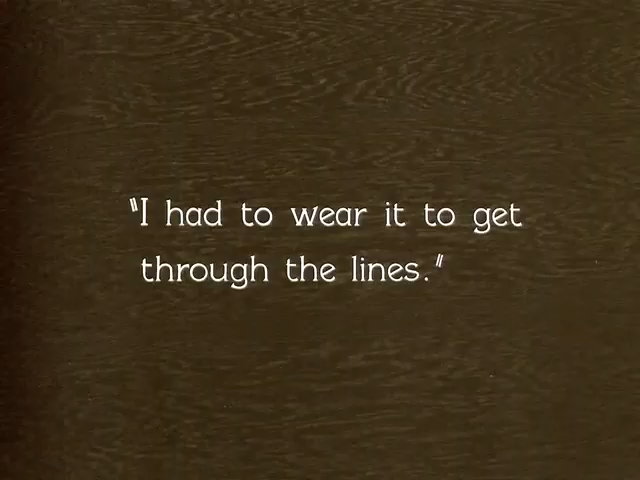 "I had to wear it to get
through the lines."